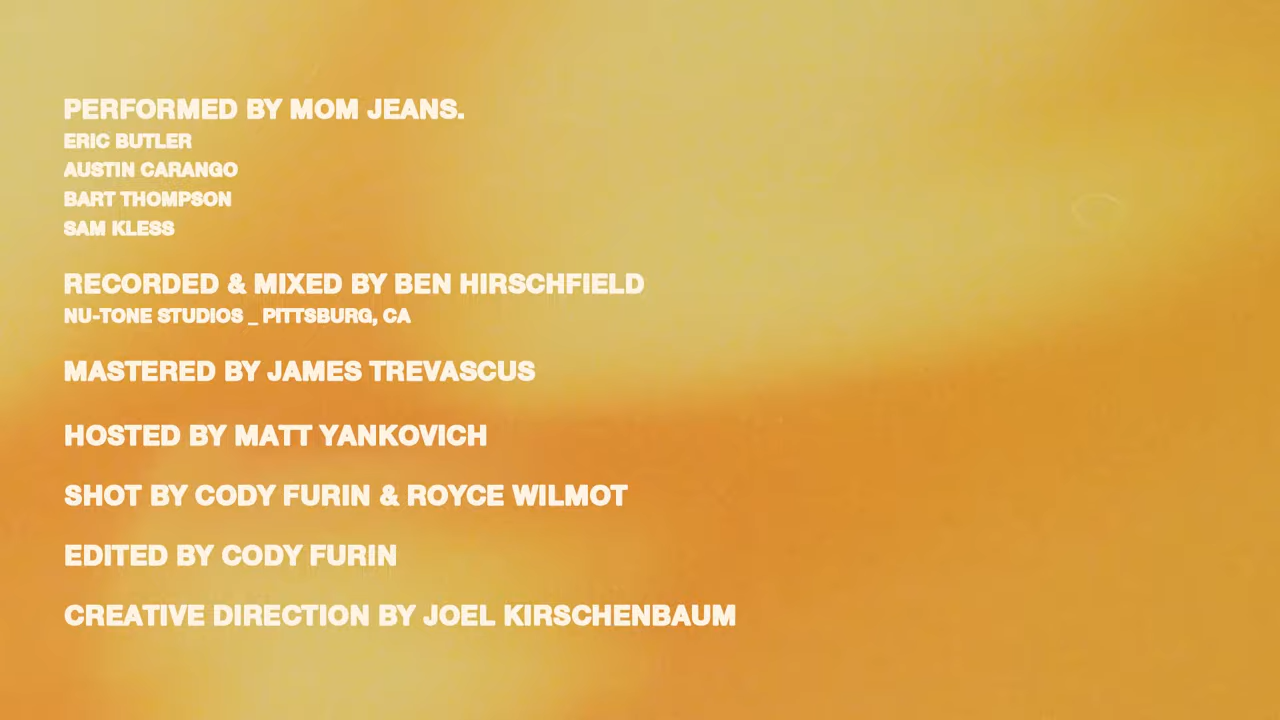 PERFORMED BY MOM JEANS.
ERIC BUTLER
AUSTIN CARANGO
BART THOMPSON
SAM KLESS
RECORDED & MIXED BY BEN HIRSCHFIELD
NU-TONE STUDIOS _ PITTSBURG, CA
MASTERED BY JAMES TREVASCUS
HOSTED BY MATT YANKOVICH
SHOT BY CODY FURIN & ROYCE WILMOT
EDITED BY CODY FURIN
CREATIVE DIRECTION BY JOEL KIRSCHENBAUM